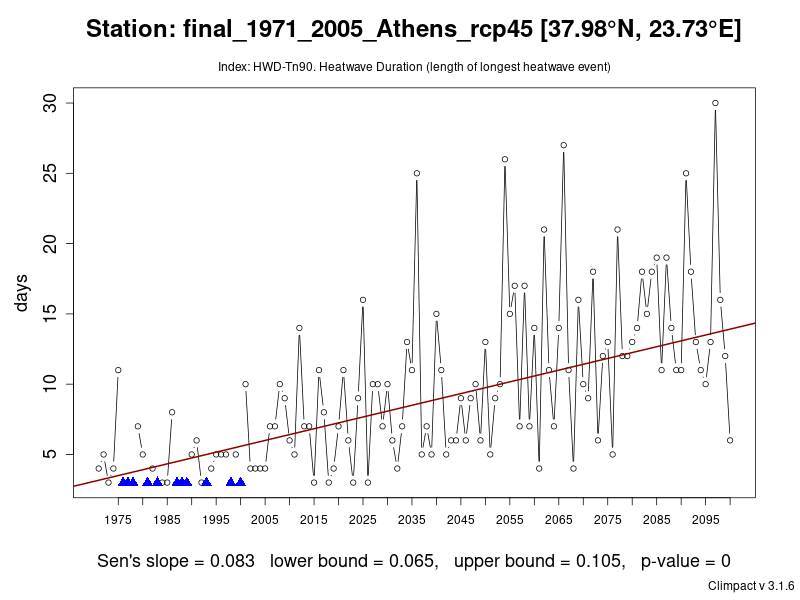 Station: final_1971_2005_Athens_rcp45 [37.98°N, 23.73°E]
Index: HWD-Tn90. Heatwave Duration (length of longest heatwave event)
30
25
20
15
10
5
days
1975 1985 1995 2005 2015 2025 2035 2045 2055 2065 2075 2085 2095
Sen's slope = 0.083 lower bound = 0.065, upper bound = 0.105, p-value = 0
Climpact v 3.1.6